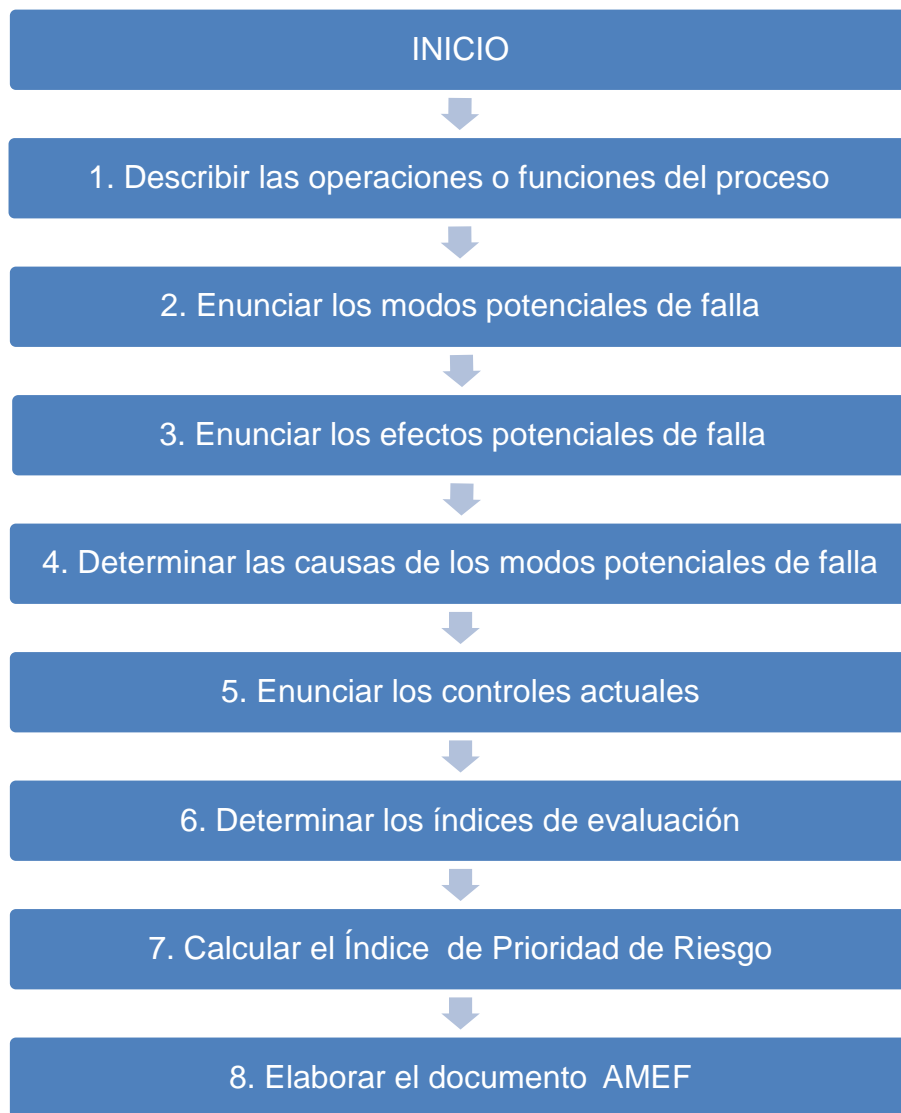 INICIO
1. Describir las operaciones o funciones del proceso
2. Enunciar los modos potenciales de falla
3. Enunciar los efectos potenciales de falla
4. Determinar las causas de los modos potenciales de falla
5. Enunciar los controles actuales
6. Determinar los índices de evaluación
7. Calcular el Índice de Prioridad de Riesgo
8. Elaborar el documento AMEF